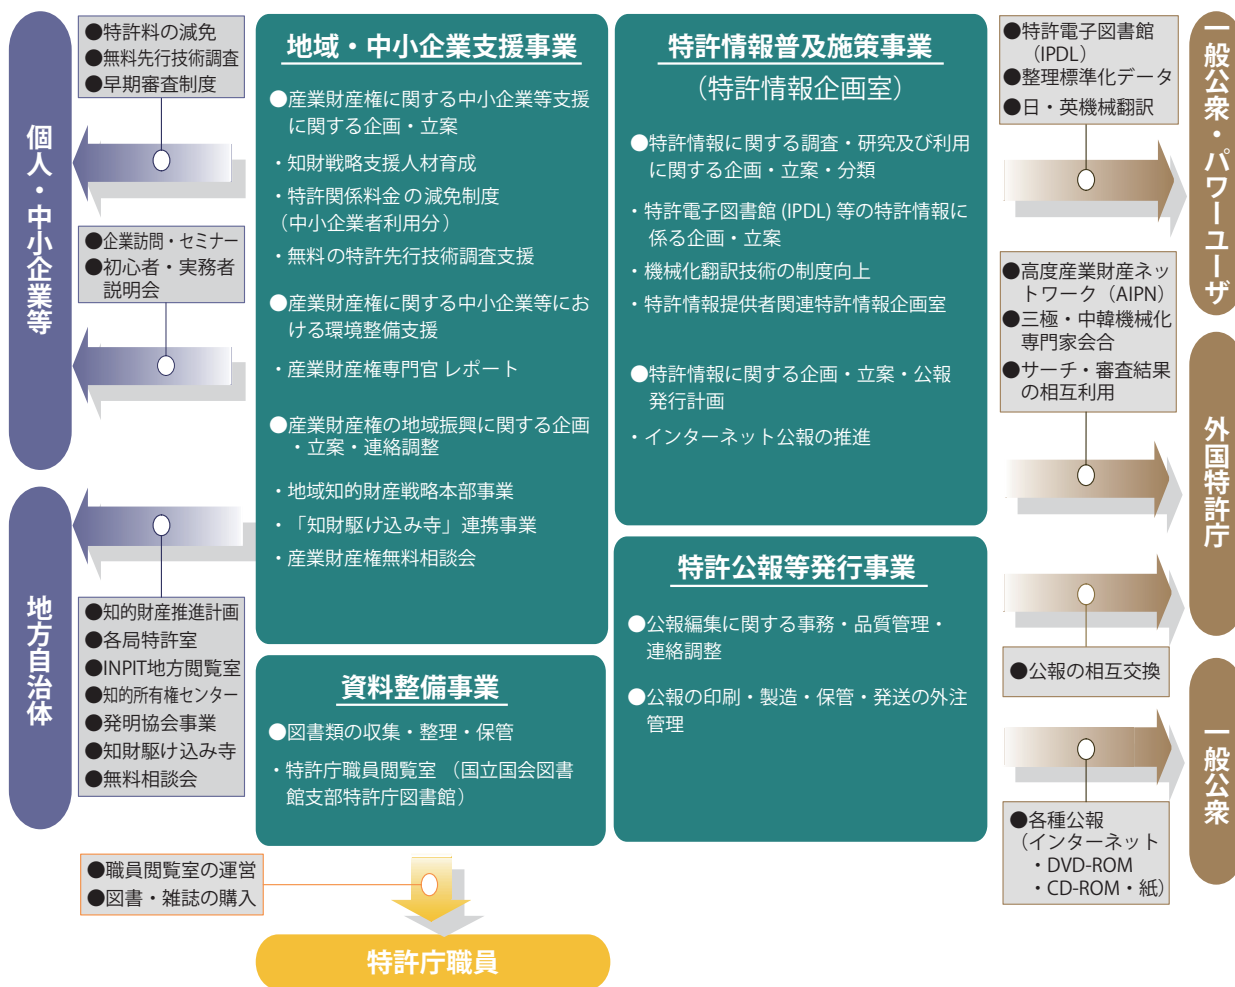 個人・中小企業等
●特許料の減免
●無料先行技術調査
●早期審査制度
●企業訪問・セミナー
●初心者・実務者
説明会
地方自治体
●知的財産推進計画
●各局特許室
●INPIT地方閲覧室
●知的所有権センター
●発明協会事業
●知財駆け込み寺
●無料相談会
地域・中小企業支援事業
●産業財産権に関する中小企業等支援
に関する企画・立案
・知財戦略支援人材育成
・特許関係料金の減免制度
(中小企業者利用分)
・無料の特許先行技術調査支援
●産業財産権に関する中小企業等にお
ける環境整備支援
・産業財産権専門官 レポート
●産業財産権の地域振興に関する企画
・立案・連絡調整
・地域知的財産戦略本部事業
・「知財駆け込み寺」連携事業
・産業財産権無料相談会
資料整備事業
●図書類の収集・整理・保管
・特許庁職員閲覧室 (国立国会図書
館支部特許庁図書館)
●職員閲覧室の運営
●図書・雑誌の購入
特許庁職員
特許情報普及施策事業
(特許情報企画室)
●特許情報に関する調査・研究及び利用
に関する企画・立案・分類
・特許電子図書館 (IPDL) 等の特許情報に
係る企画・立案
・機械化翻訳技術の制度向上
・特許情報提供者関連特許情報企画室
●特許情報に関する企画・立案・公報
発行計画
・インターネット公報の推進
特許公報等発行事業
●公報編集に関する事務・品質管理・
連絡調整
●公報の印刷・製造・保管・発送の外注
管理
●特許電子図書館
(IPDL)
●整理標準化データ
●日・英機械翻訳
一般公衆・パワーユーザ
●高度産業財産ネッ
トワーク (AIPN)
●三極・中韓機械化
専門家会合
●サーチ・審査結果
の相互利用
外国特許庁
●公報の相互交換
一般公衆
●各種公報
(インターネット
・DVD-ROM
・CD-ROM・紙)